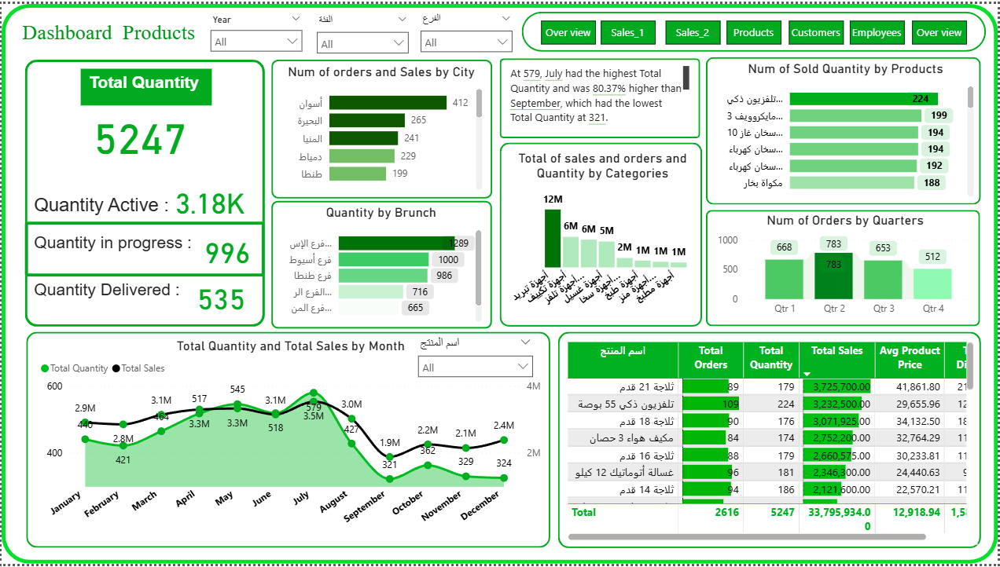 Dashboard Products
Year
All
الفئة
All
الفرع
All
Over view
Sales_1
Sales_2
Products
Customers
Employees
Over view
Total Quantity
5247
Quantity Active : 3.18K
Quantity in progress : 996
Quantity Delivered : 535
Num of orders and Sales by City
أسوان 412
البحيرة 265
المنيا 241
دمياط 229
طنطا 199
Quantity by Brunch
فرع الإس... 1289
فرع أسيوط 1000
فرع طنطا 986
الفرع الر... 716
فرع المن... 665
At 579, July had the highest Total
Quantity and was 80.37% higher than
September, which had the lowest
Total Quantity at 321.
Total of sales and orders and
Quantity by Categories
12M 6M 6M 5M 2M 1M 1M 1M
أجهزة تبريد
أجهزة تكييف
أجهزة تلفز...
أجهزة غسيل
أجهزة سخا...
أجهزة طبخ
أجهزة منز...
أجهزة مطبخ
Num of Sold Quantity by Products
تلفزيون ذكي... 224
مايكروويف 3... 199
سخان غاز 10... 194
سخان كهرباء... 194
سخان كهرباء... 192
مكواة بخار 188
Num of Orders by Quarters
1000
500
0
668 783 783 653 512
Qtr 1 Qtr 2 Qtr 3 Qtr 4
Total Quantity and Total Sales by Month
اسم المنتج
All
Total Quantity Total Sales
600
400
4M
2M
2.9M 2.8M 3.1M 3.3M 3.3M 3.1M 3.5M 3.0M 1.9M 2.2M 2.1M 2.4M
440 421 464 517 545 518 579 427 321 362 329 324
January February March April May June July August September October November December
اسم المنتج Total Orders Total Quantity Total Sales Avg Product Price
ثلاجة 21 قدم 89 179 3,725,700.00 41,861.80
تلفزيون ذكي 55 بوصة 109 224 3,232,500.00 29,655.96
ثلاجة 18 قدم 90 176 3,071,925.00 34,132.50
مكيف هواء 3 حصان 84 174 2,752,200.00 32,764.29
ثلاجة 16 قدم 88 179 2,660,575.00 30,233.81
غسالة أتوماتيك 12 كيلو 96 181 2,346,300.00 24,440.63
ثلاجة 14 قدم 94 186 2,121,600.00 22,570.21
Total 2616 5247 33,795,934.00 12,918.94